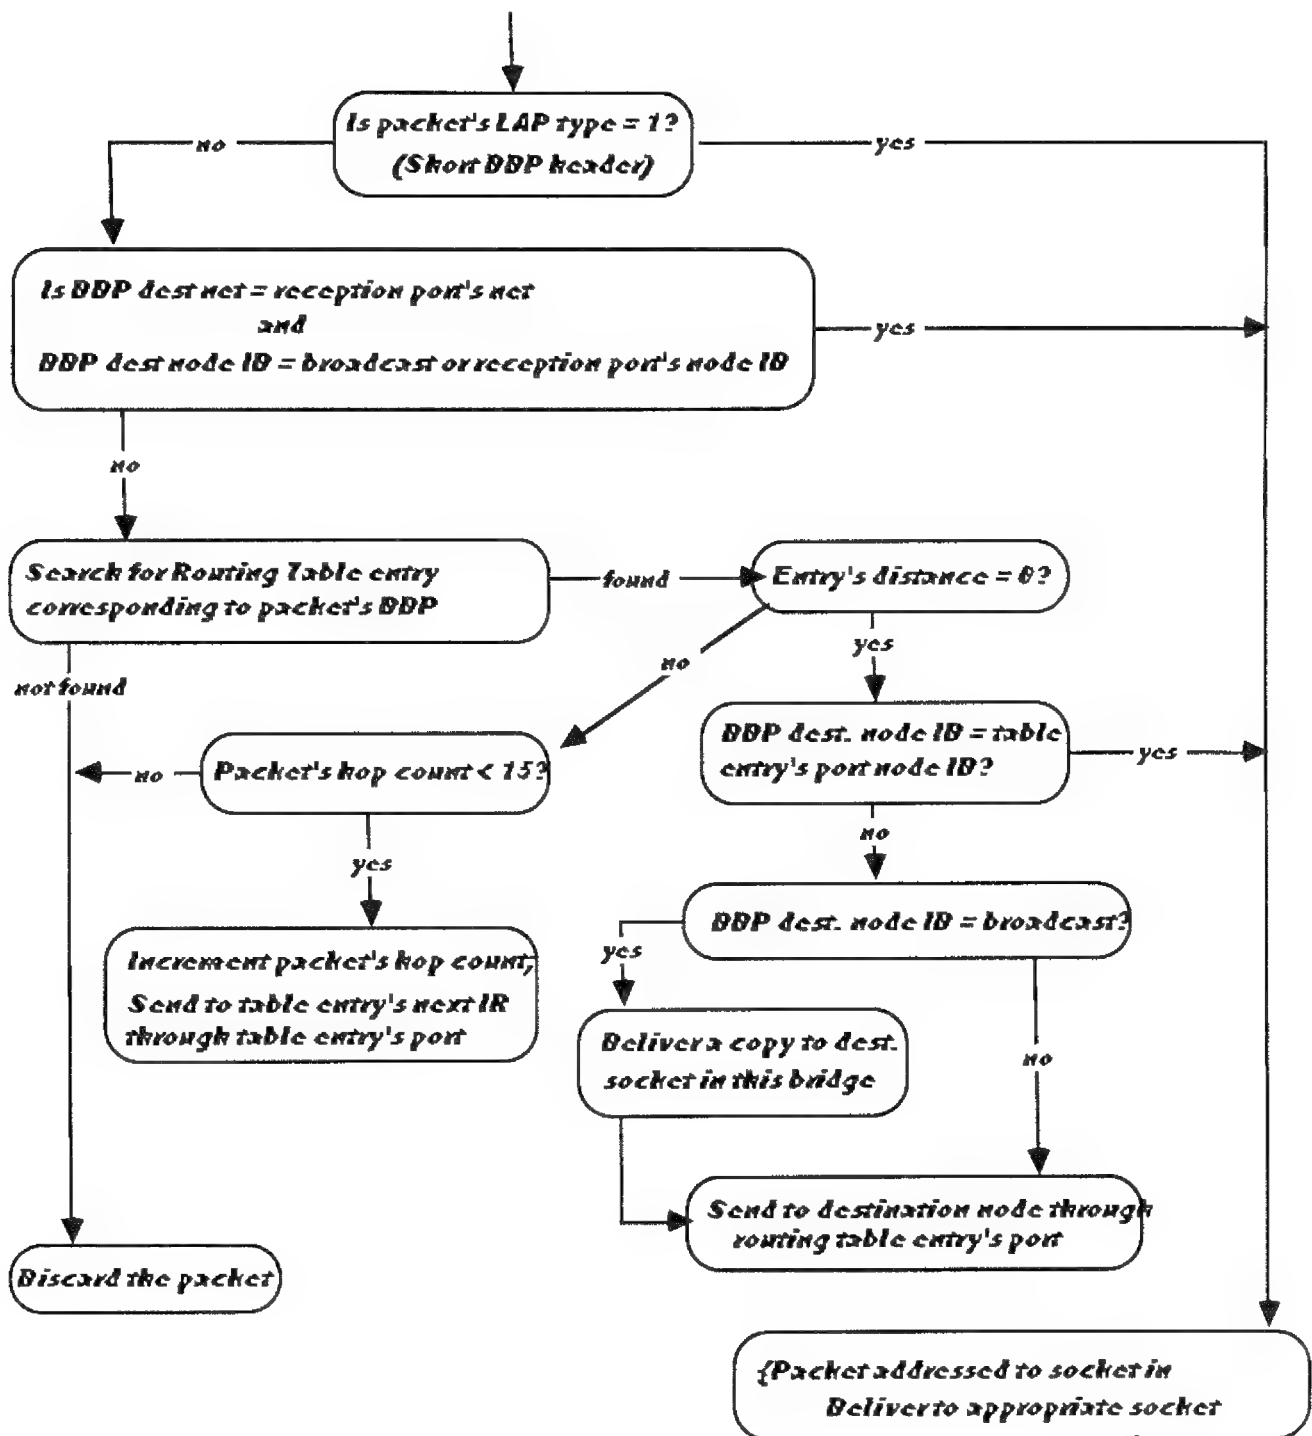 Is packet's LAP type = 1?
(Short DDP header)
no
yes
Is DDP dest net = reception port's net
and
DDP dest node ID = broadcast or reception port's node ID
yes
no
Search for Routing Table entry
corresponding to packet's DDP
found
Entry's distance = 0?
not found
no
yes
DDP dest. node ID = table
entry's port node ID?
yes
Packet's hop count < 15?
no
no
yes
DDP dest. node ID = broadcast?
yes
Increment packet's hop count,
Send to table entry's next IR
through table entry's port
Deliver a copy to dest.
socket in this bridge
no
Send to destination node through
routing table entry's port
Discard the packet
{Packet addressed to socket in
Deliver to appropriate socket